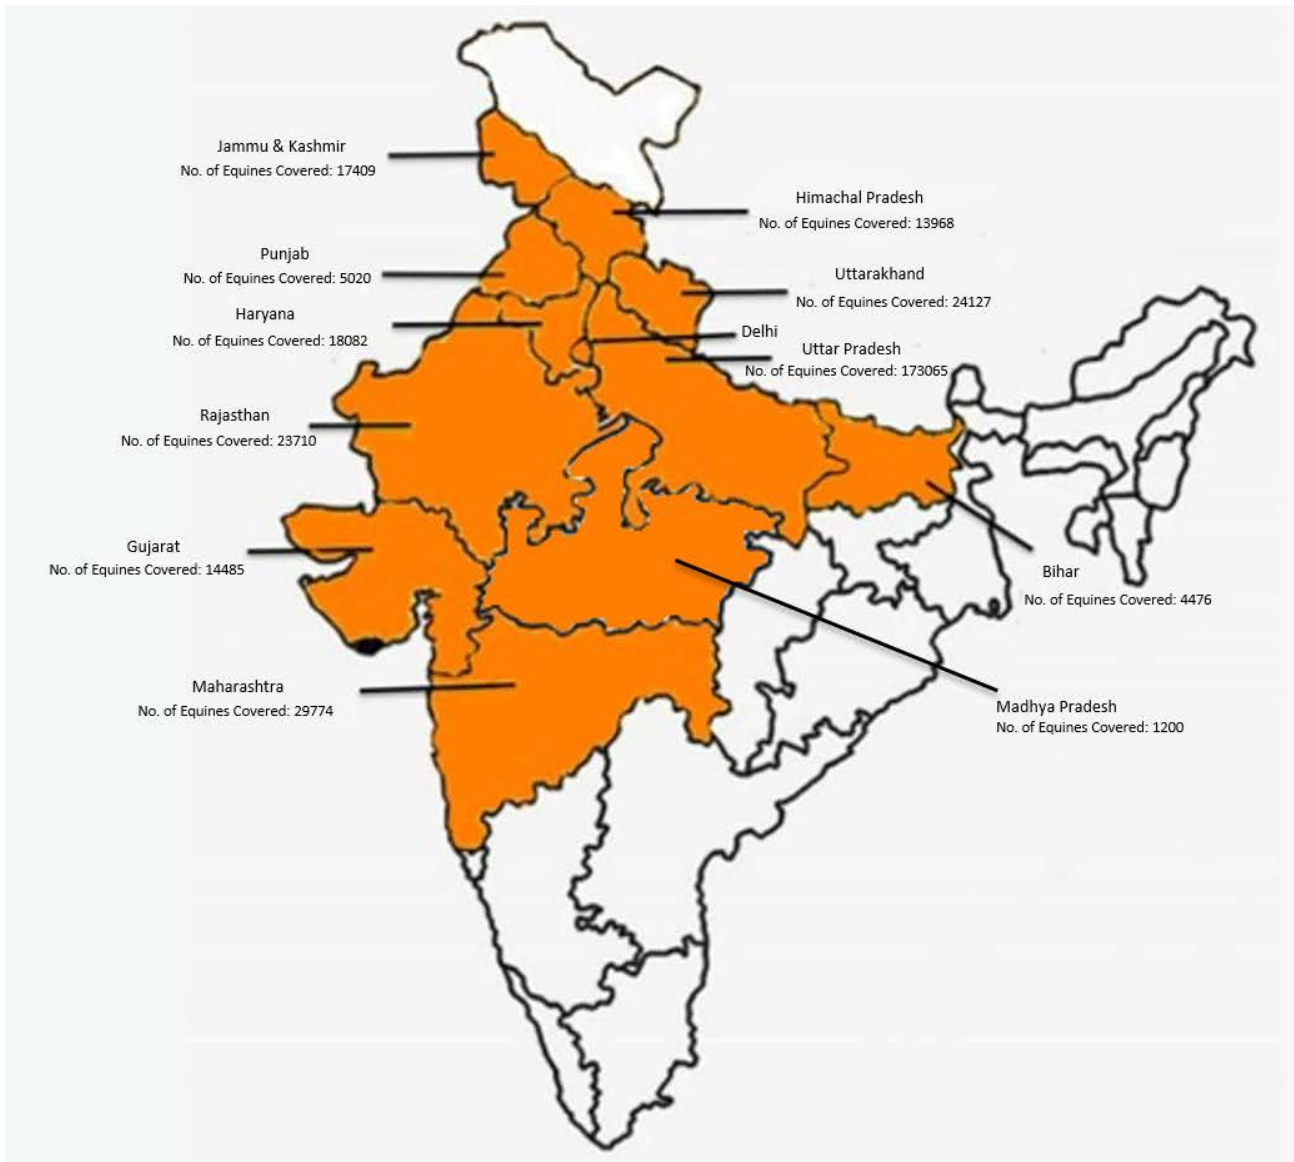 Jammu & Kashmir
No. of Equines Covered: 17409
Himachal Pradesh
No. of Equines Covered: 13968
Punjab
No. of Equines Covered: 5020
Uttarakhand
No. of Equines Covered: 24127
Haryana
No. of Equines Covered: 18082
Delhi
Uttar Pradesh
No. of Equines Covered: 173065
Rajasthan
No. of Equines Covered: 23710
Gujarat
No. of Equines Covered: 14485
Bihar
No. of Equines Covered: 4476
Maharashtra
No. of Equines Covered: 29774
Madhya Pradesh
No. of Equines Covered: 1200